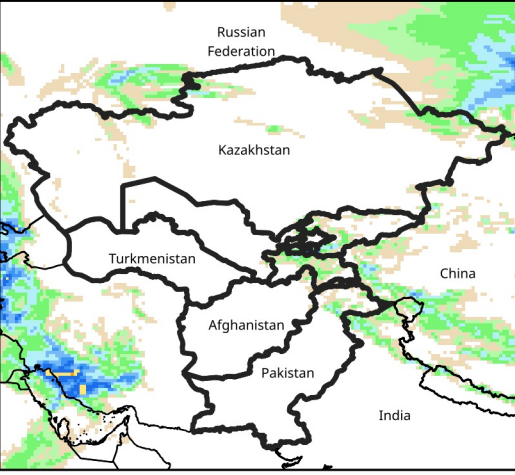 Russian
Federation
Kazakhstan
Turkmenistan
China
Afghanistan
Pakistan
India